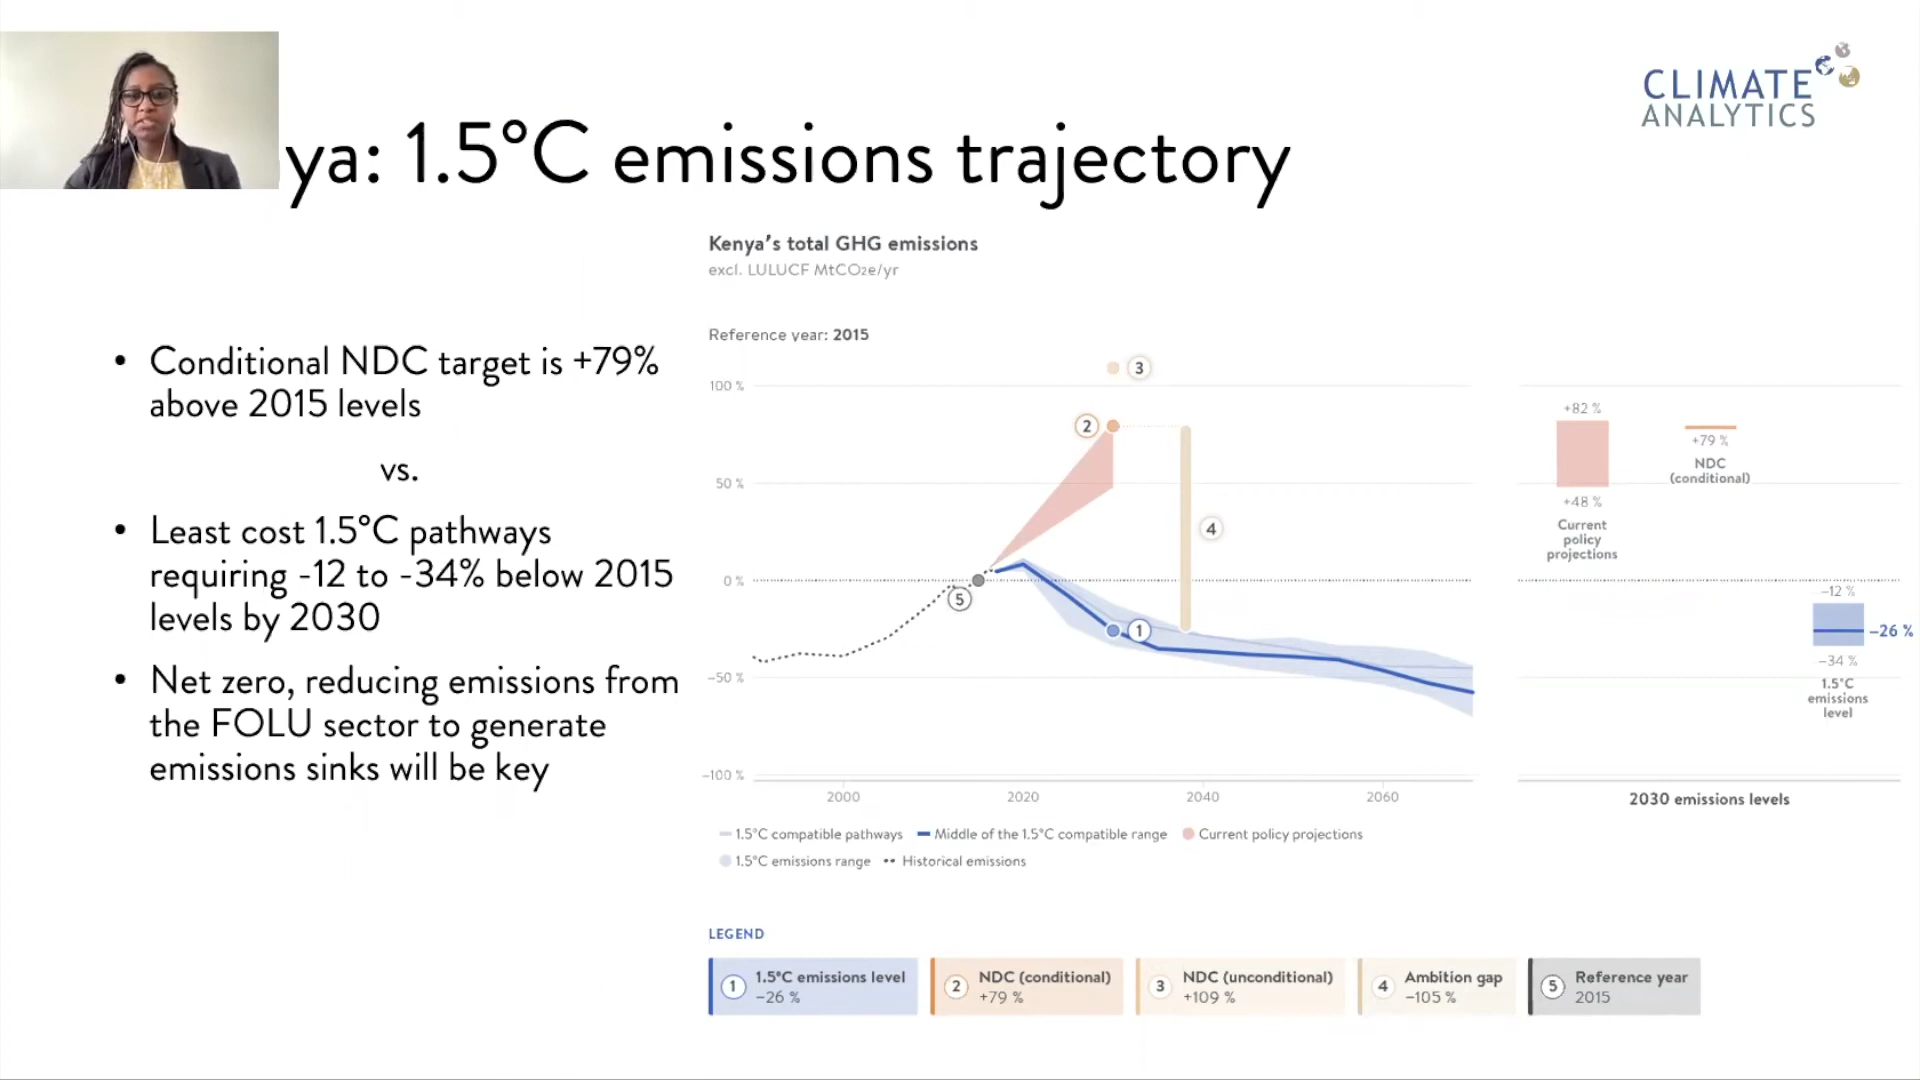 CLIMATE
ANALYTICS
ya: 1.5°C emissions trajectory
Kenya's total GHG emissions
excl. LULUCF MtCO₂e/yr
Reference year: 2015
• Conditional NDC target is +79%
above 2015 levels
vs.
• Least cost 1.5°C pathways
requiring -12 to -34% below 2015
levels by 2030
• Net zero, reducing emissions from
the FOLU sector to generate
emissions sinks will be key
100 %
50 %
0 %
−50 %
−100 %
3
2
4
5
1
2000 2020 2040 2060
+82 %
+48 %
Current
policy
projections
+79 %
NDC
(conditional)
−12 %
−26 %
−34 %
1.5°C
emissions
level
2030 emissions levels
1.5°C compatible pathways Middle of the 1.5°C compatible range Current policy projections
1.5°C emissions range Historical emissions
LEGEND
1 1.5°C emissions level
−26 %
2 NDC (conditional)
+79 %
3 NDC (unconditional)
+109 %
4 Ambition gap
−105 %
5 Reference year
2015